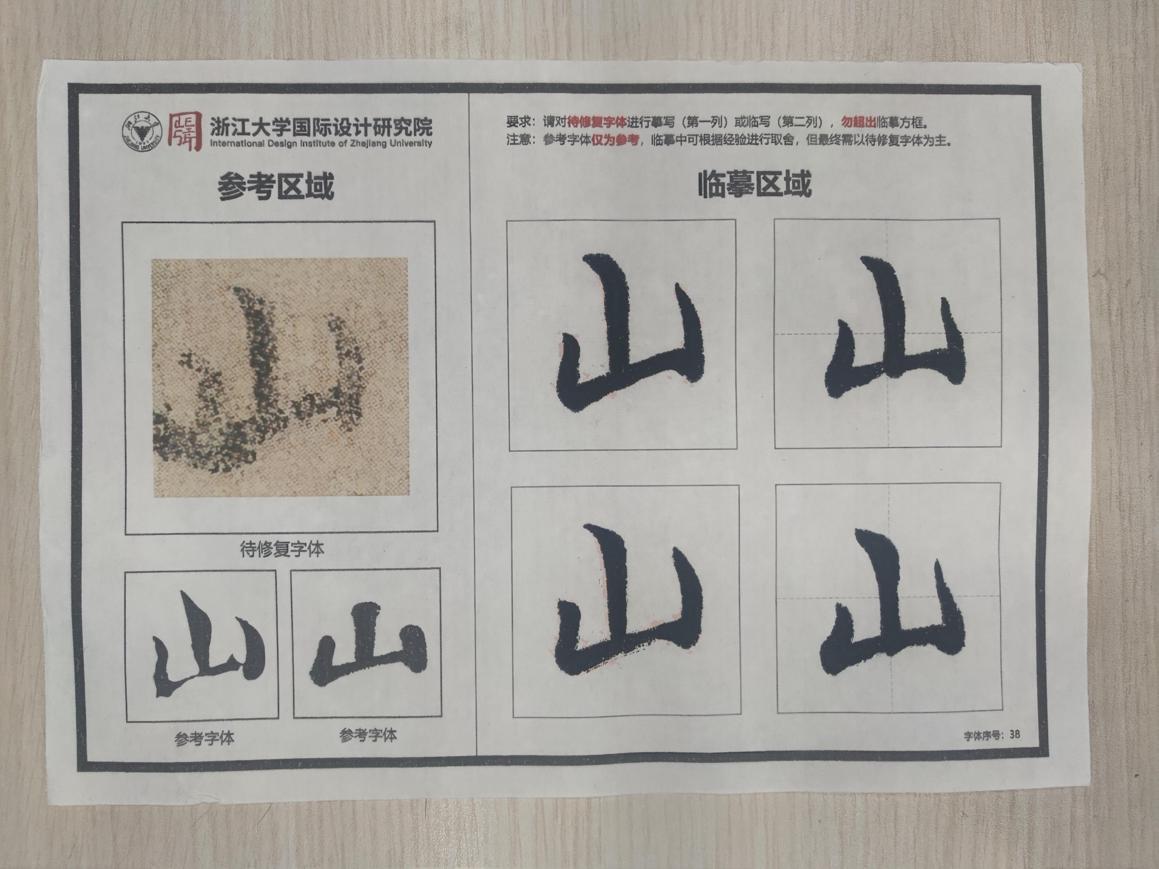 浙江大学国际设计研究院
International Design Institute of Zhejiang University
参考区域
山
待修复字体
山 山
参考字体 参考字体
要求：请对待修复字体进行摹写（第一列）或临写（第二列），勿超出临摹方框。
注意：参考字体仅为参考，临摹中可根据经验进行取舍，但最终需以待修复字体为主。
临摹区域
山 山
山 山
字体序号：38